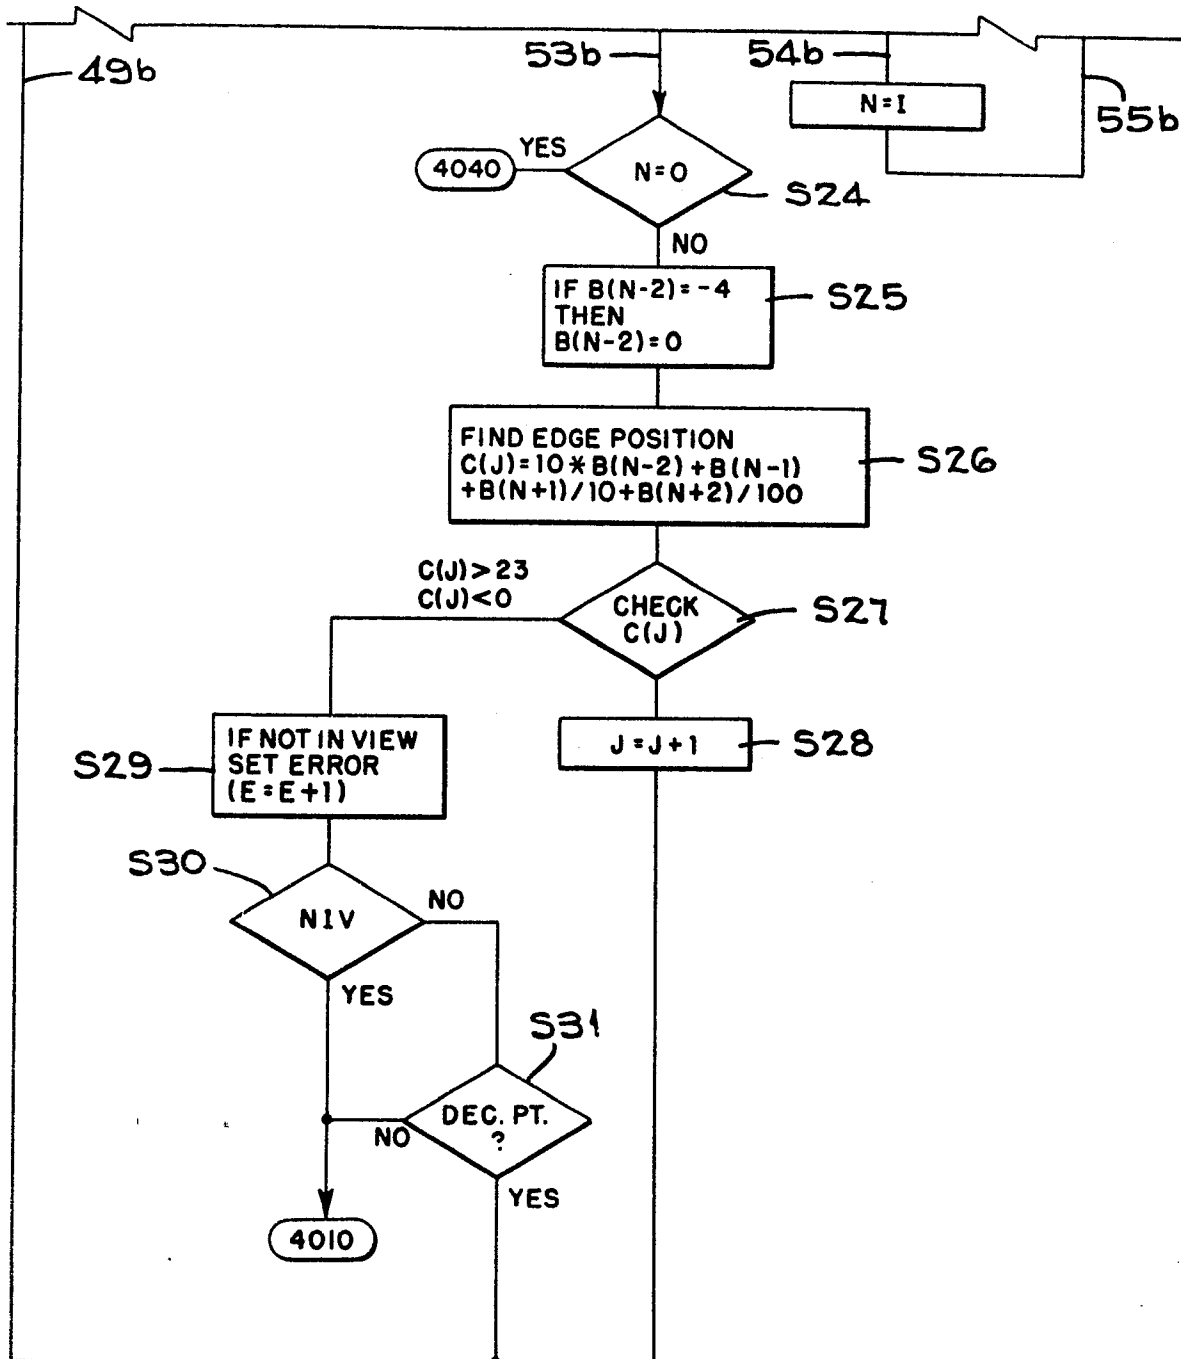 49b
53b
54b
N=I
55b
YES
4040
N=0
S24
NO
IF B(N-2)=-4
THEN
B(N-2)=0
S25
FIND EDGE POSITION
C(J)=10*B(N-2)+B(N-1)
+B(N+1)/10+B(N+2)/100
S26
C(J)>23
C(J)<0
CHECK
C(J)
S27
IF NOT IN VIEW
SET ERROR
(E=E+1)
S29
J=J+1
S28
S30
NIV
NO
YES
S31
DEC. PT.
?
NO
YES
4010